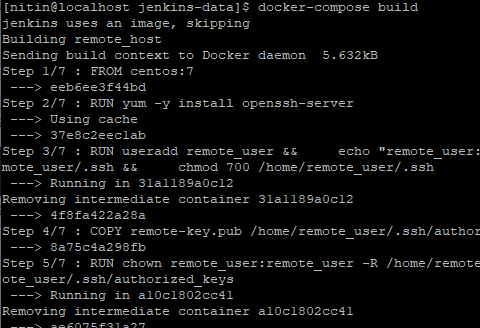 [nitin@localhost jenkins-data]$ docker-compose build
jenkins uses an image, skipping
Building remote_host
Sending build context to Docker daemon  5.632kB
Step 1/7 : FROM centos:7
 ---> eeb6ee3f44bd
Step 2/7 : RUN yum -y install openssh-server
 ---> Using cache
 ---> 37e8c2eec1ab
Step 3/7 : RUN useradd remote_user &&     echo "remote_user:
mote_user/.ssh &&     chmod 700 /home/remote_user/.ssh
 ---> Running in 31a1189a0c12
Removing intermediate container 31a1189a0c12
 ---> 4f8fa422a28a
Step 4/7 : COPY remote-key.pub /home/remote_user/.ssh/author
 ---> 8a75c4a298fb
Step 5/7 : RUN chown remote_user:remote_user -R /home/remote
ote_user/.ssh/authorized_keys
 ---> Running in a10c1802cc41
Removing intermediate container a10c1802cc41
 ---> ae6075f31a27